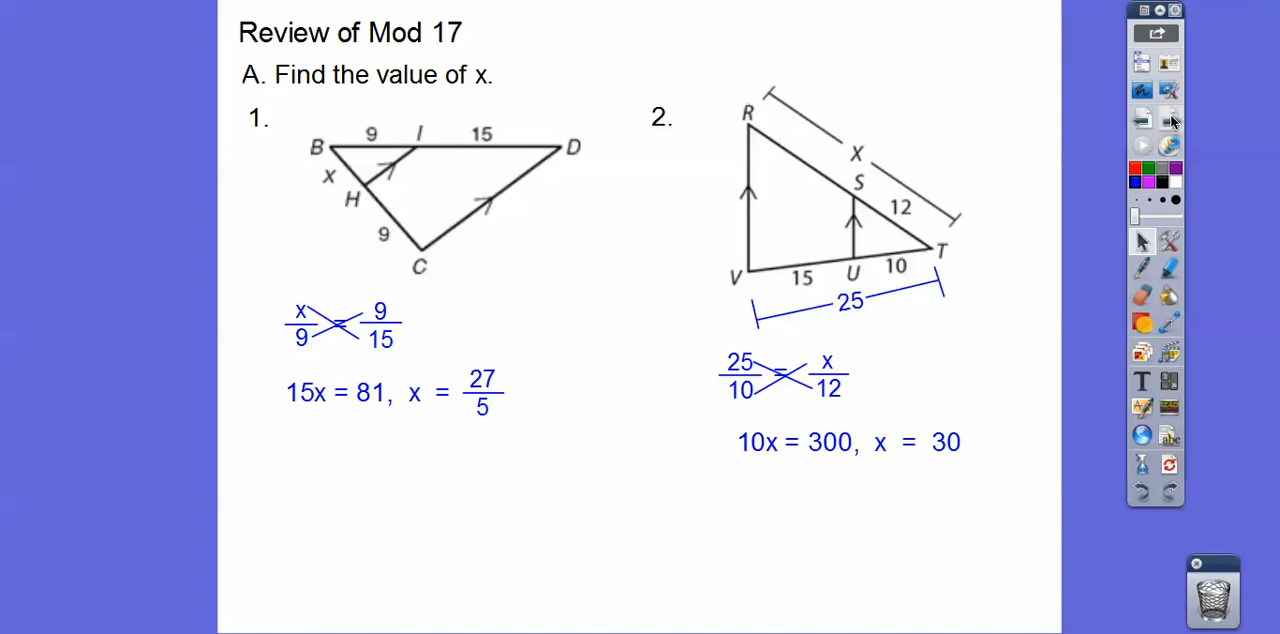 Review of Mod 17
A. Find the value of x.
1.
B 9 I 15 D
x
H
9
C
x/9 = 9/15
15x = 81, x = 27/5
2.
R
x
S
12
T
V 15 U 10
25
25/10 = x/12
10x = 300, x = 30
T
abc